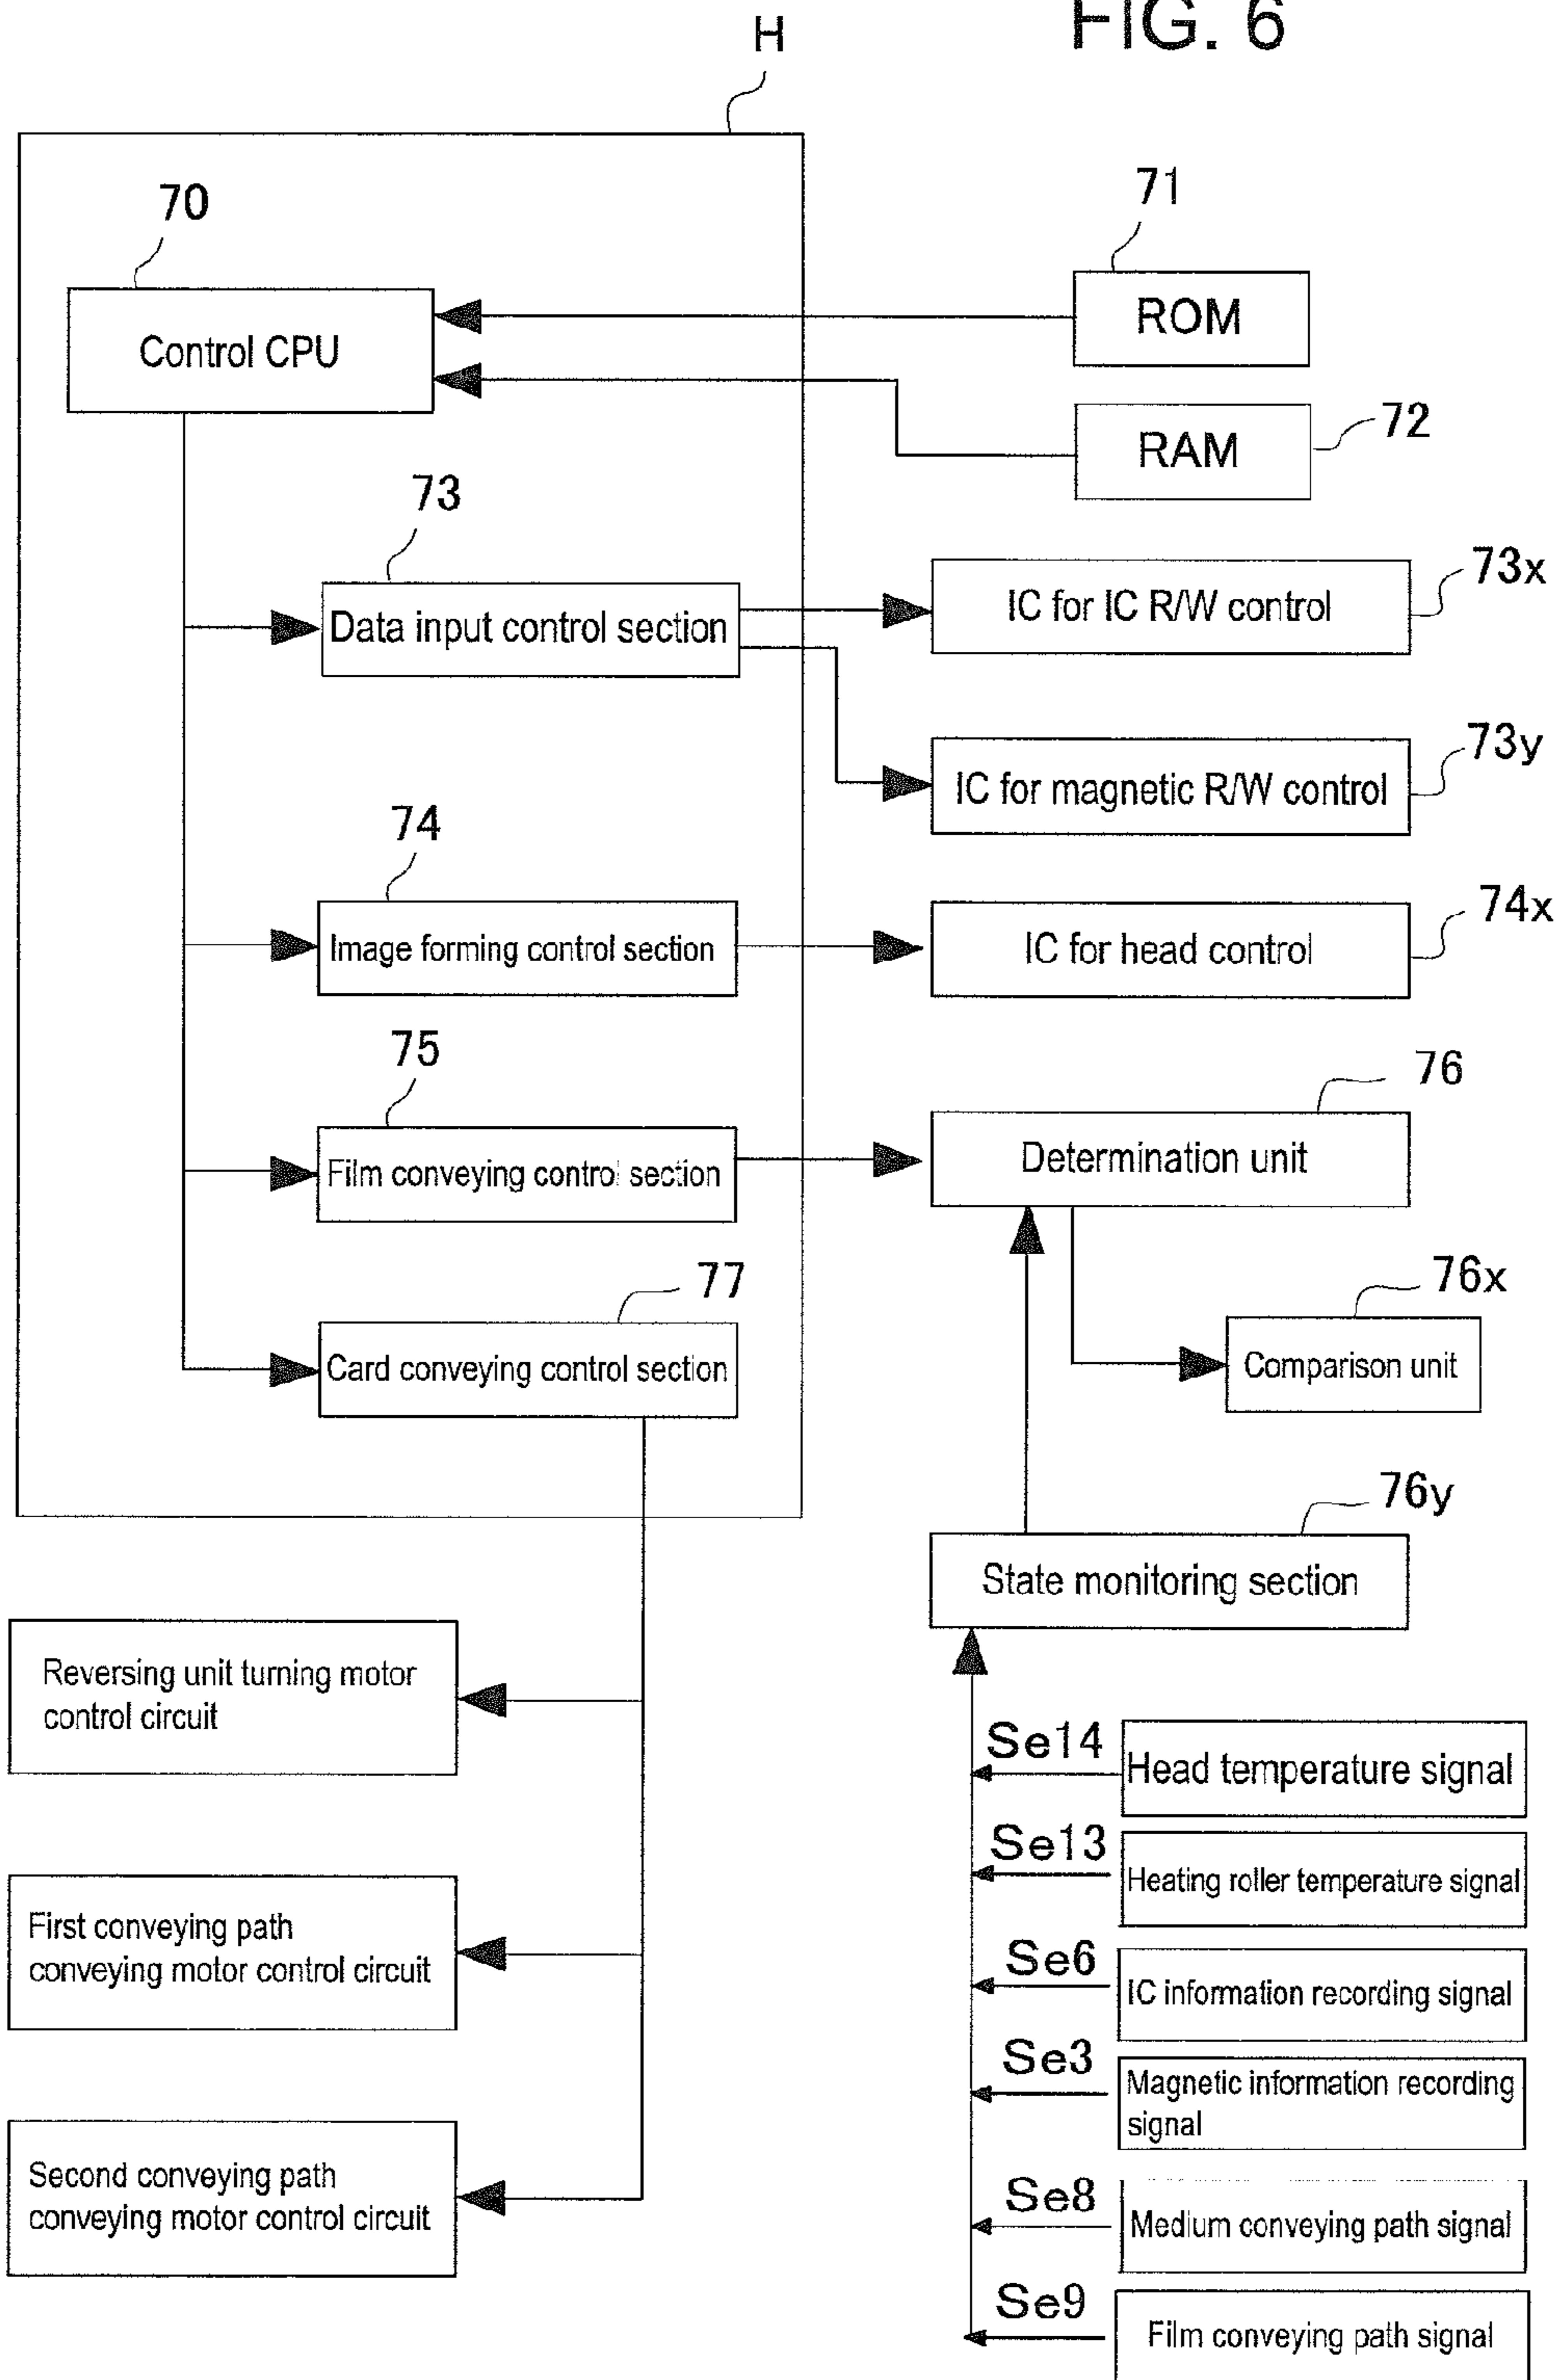 FIG. 6
H
70
Control CPU
71
ROM
72
RAM
73
Data input control section
73x
IC for IC R/W control
73y
IC for magnetic R/W control
74
Image forming control section
74x
IC for head control
75
Film conveying control section
76
Determination unit
76x
Comparison unit
77
Card conveying control section
76y
State monitoring section
Reversing unit turning motor
control circuit
First conveying path
conveying motor control circuit
Second conveying path
conveying motor control circuit
Se14
Head temperature signal
Se13
Heating roller temperature signal
Se6
IC information recording signal
Se3
Magnetic information recording
signal
Se8
Medium conveying path signal
Se9
Film conveying path signal